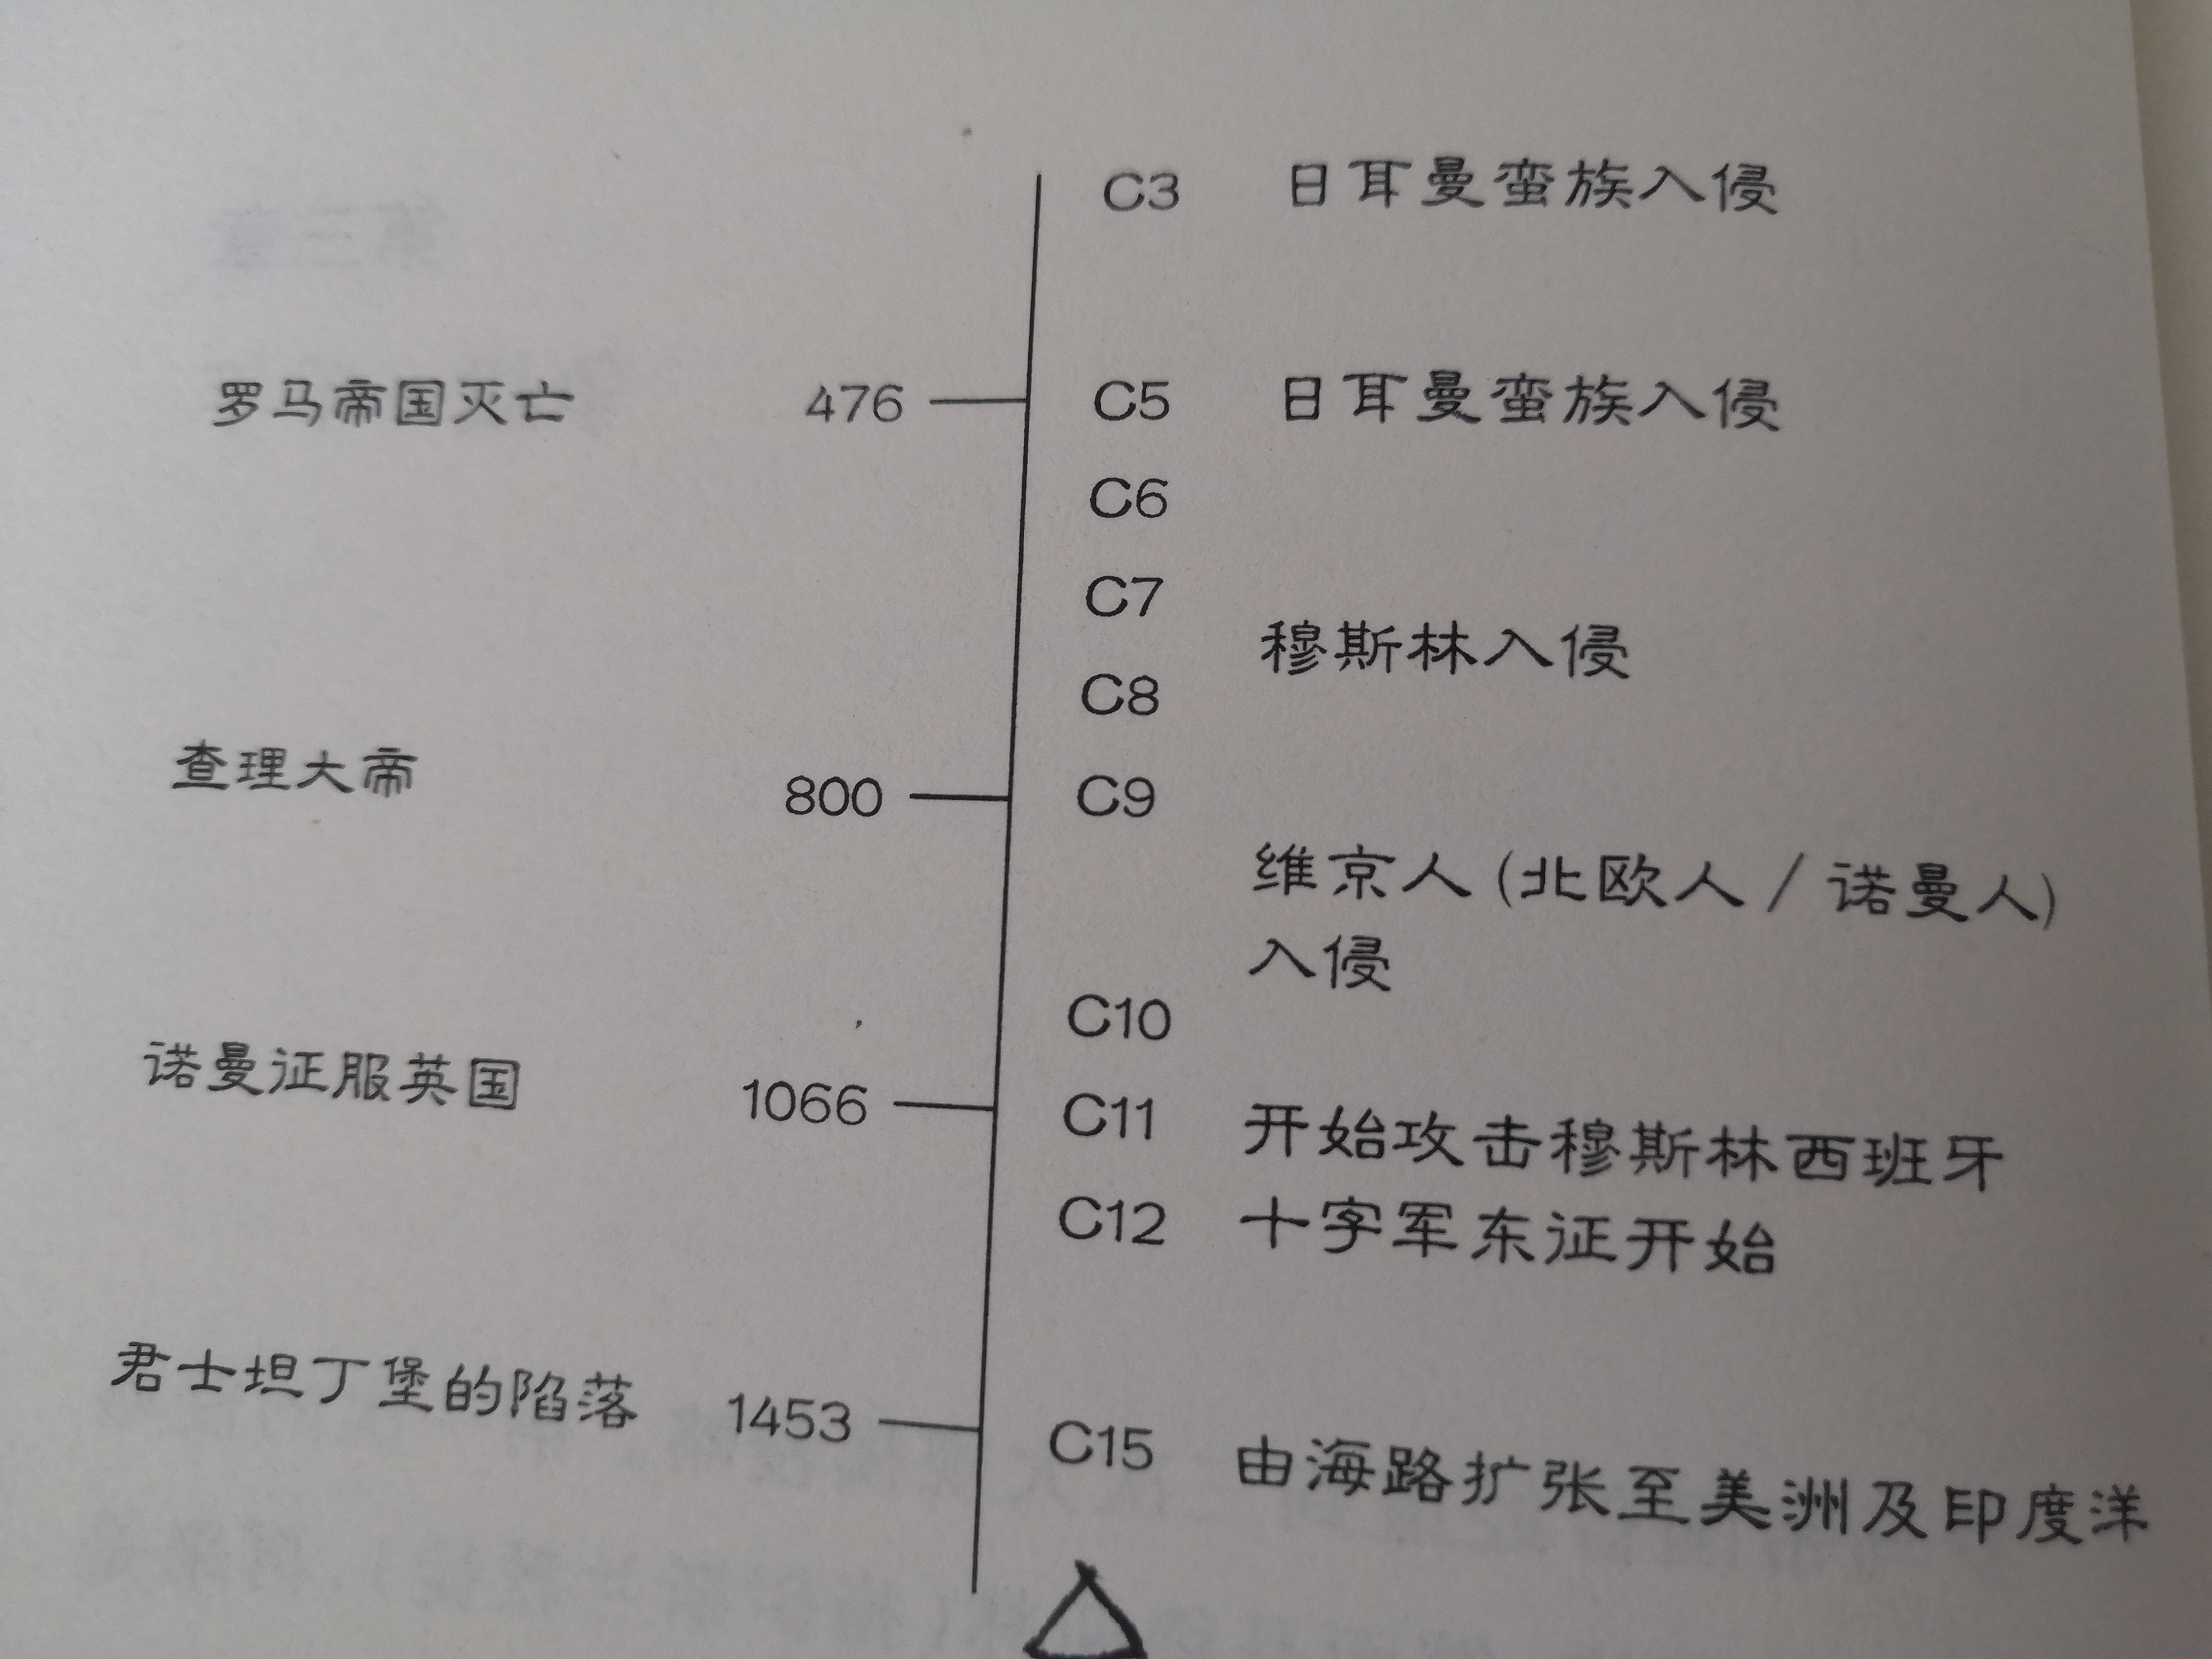 C3 日耳曼蛮族入侵
罗马帝国灭亡 476 C5 日耳曼蛮族入侵
C6
C7
穆斯林入侵
C8
查理大帝 800 C9
维京人(北欧人/诺曼人)
入侵
C10
诺曼征服英国 1066 C11 开始攻击穆斯林西班牙
C12 十字军东征开始
君士坦丁堡的陷落 1453 C15 由海路扩张至美洲及印度洋